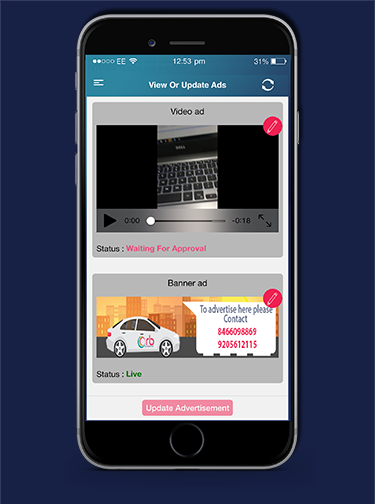 EE 12:53 pm 31%
View Or Update Ads
Video ad
DELL
0:00 -0:16
Status : Waiting For Approval
Banner ad
To advertise here please
Contact
8466098869
9205612115
crb
Status : Live
Update Advertisement